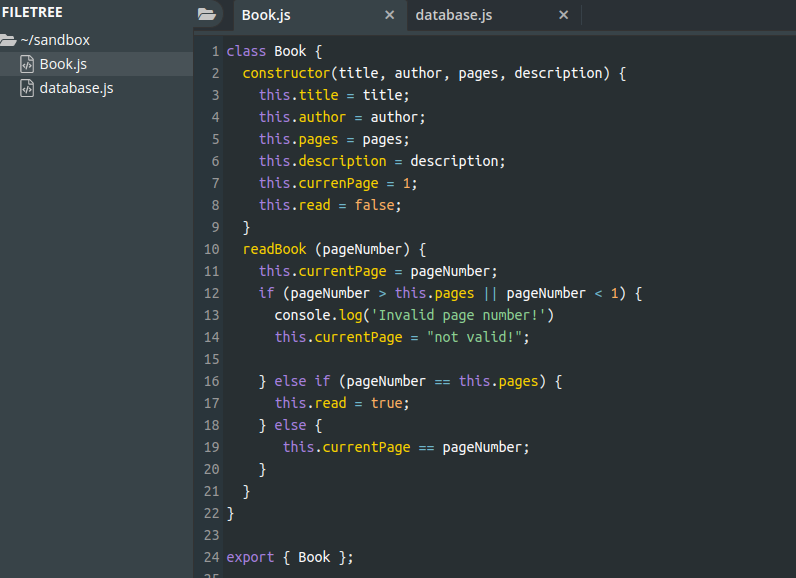 FILETREE
~/sandbox
Book.js
database.js
Book.js × database.js ×
1 class Book {
2   constructor(title, author, pages, description) {
3     this.title = title;
4     this.author = author;
5     this.pages = pages;
6     this.description = description;
7     this.currenPage = 1;
8     this.read = false;
9   }
10   readBook (pageNumber) {
11     this.currentPage = pageNumber;
12     if (pageNumber > this.pages || pageNumber < 1) {
13       console.log('Invalid page number!')
14       this.currentPage = "not valid!";
15
16     } else if (pageNumber == this.pages) {
17       this.read = true;
18     } else {
19        this.currentPage == pageNumber;
20     }
21   }
22 }
23
24 export { Book };
25